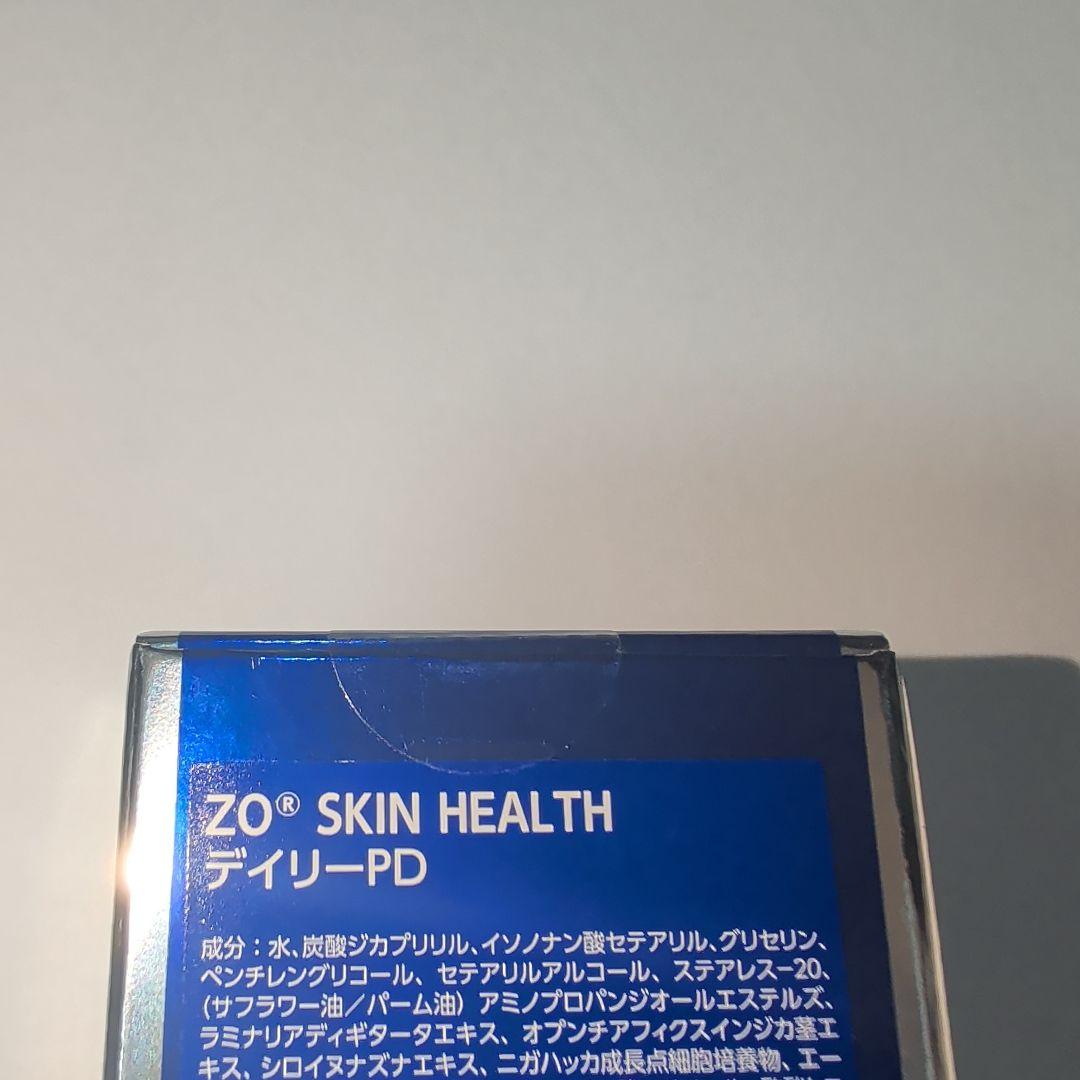 ZO® SKIN HEALTH
デイリーPD
成分：水、炭酸ジカプリリル、イソノナン酸セテアリル、グリセリン、
ペンチレングリコール、セテアリルアルコール、ステアレス−20、
（サフラワー油／パーム油）アミノプロパンジオールエステルズ、
ラミナリアディギタータエキス、オプンチアフィクスインジカ茎エ
キス、シロイヌナズナエキス、ニガハッカ成長点細胞培養物、エー